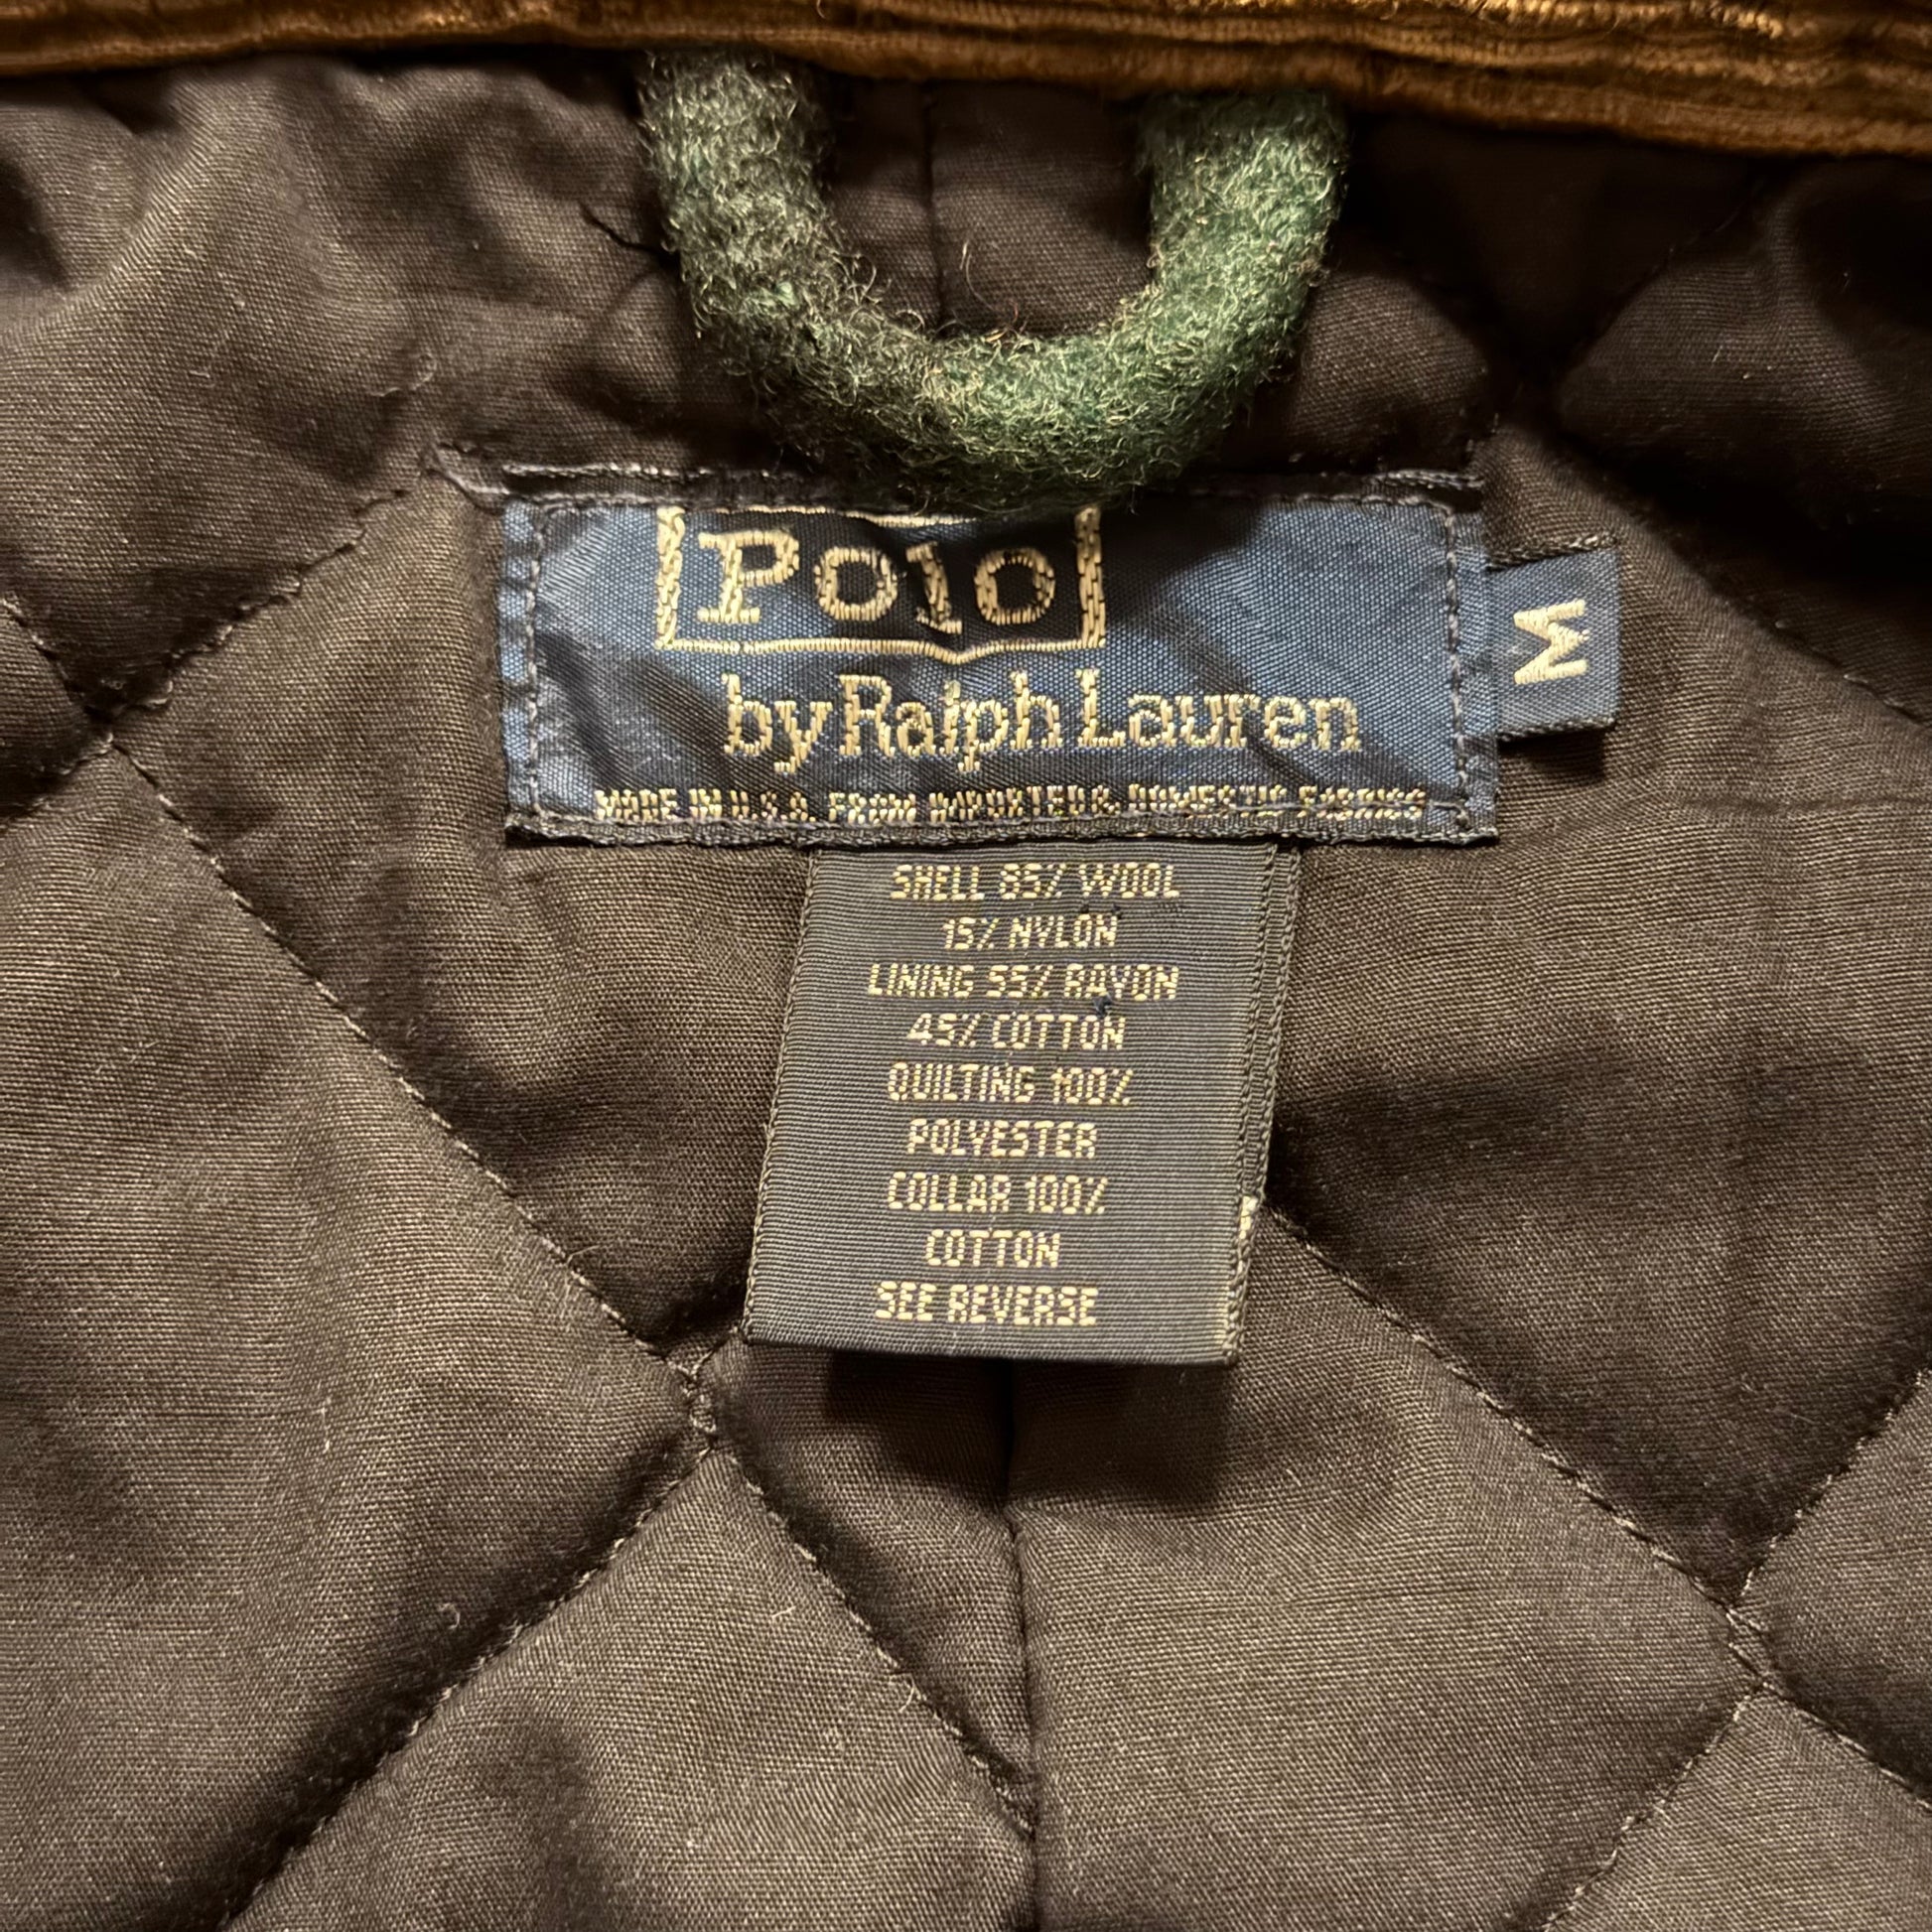 Polo
by Ralph Lauren
M
MADE IN U.S.A. FROM IMPORTED & DOMESTIC FABRICS
SHELL 85% WOOL
15% NYLON
LINING 55% RAYON
45% COTTON
QUILTING 100%
POLYESTER
COLLAR 100%
COTTON
SEE REVERSE